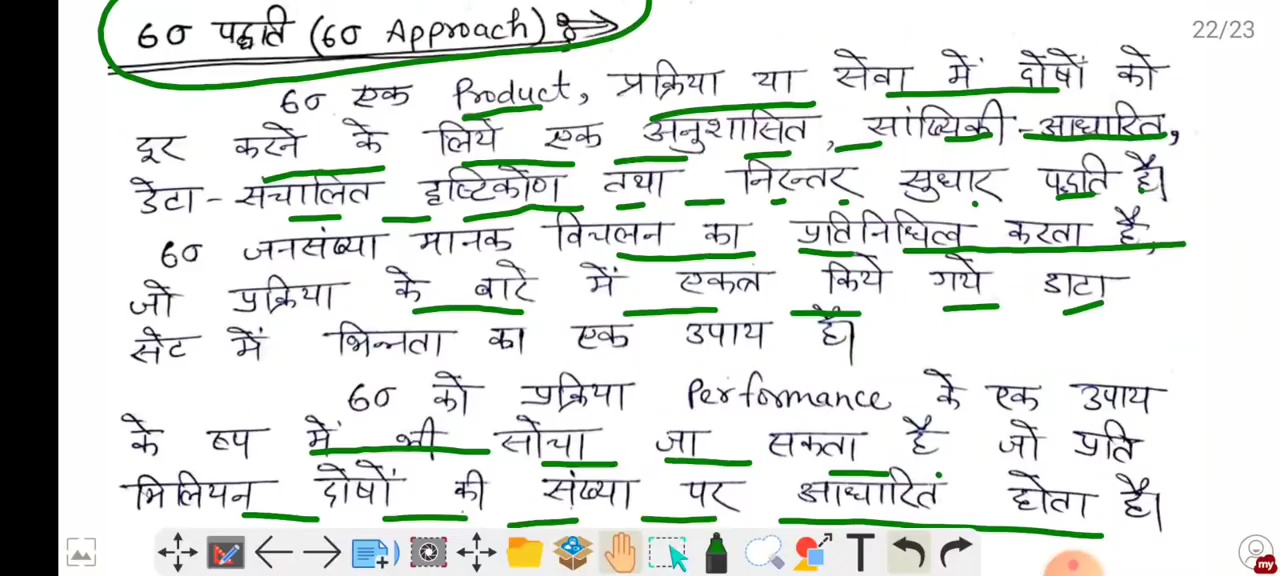 6σ पद्धति (6σ Approach) :⇒
22/23
6σ एक Product, प्रक्रिया या सेवा में दोषों को
दूर करने के लिये एक अनुशासित, सांख्यिकी-आधारित,
डेटा-संचालित दृष्टिकोण तथा निरन्तर सुधार पद्धति है।
6σ जनसंख्या मानक विचलन का प्रतिनिधित्व करता है,
जो प्रक्रिया के बारे में एकत्र किये गये डाटा
सेट में भिन्नता का एक उपाय है।
6σ को प्रक्रिया Performance के एक उपाय
के रूप में भी सोचा जा सकता है जो प्रति
मिलियन दोषों की संख्या पर आधारित होता है।
T
my